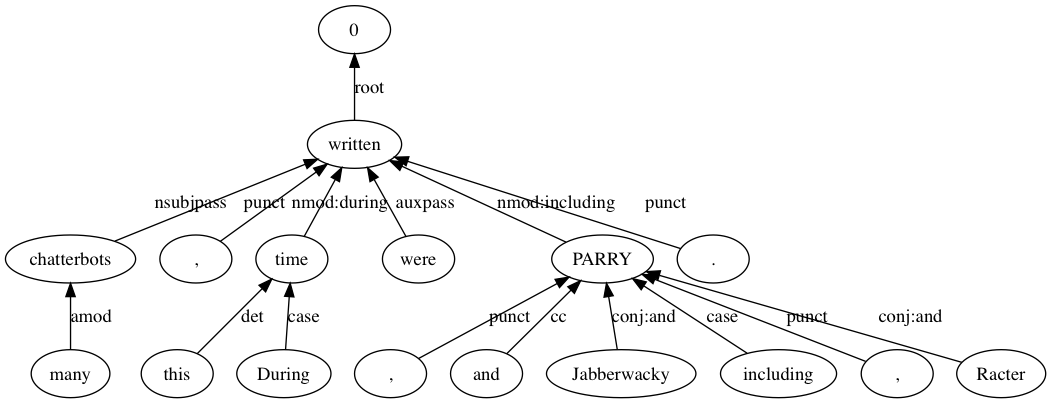 0
root
written
nsubjpass punct nmod:during auxpass nmod:including punct
chatterbots , time were PARRY .
amod det case punct cc conj:and case punct conj:and
many this During , and Jabberwacky including , Racter